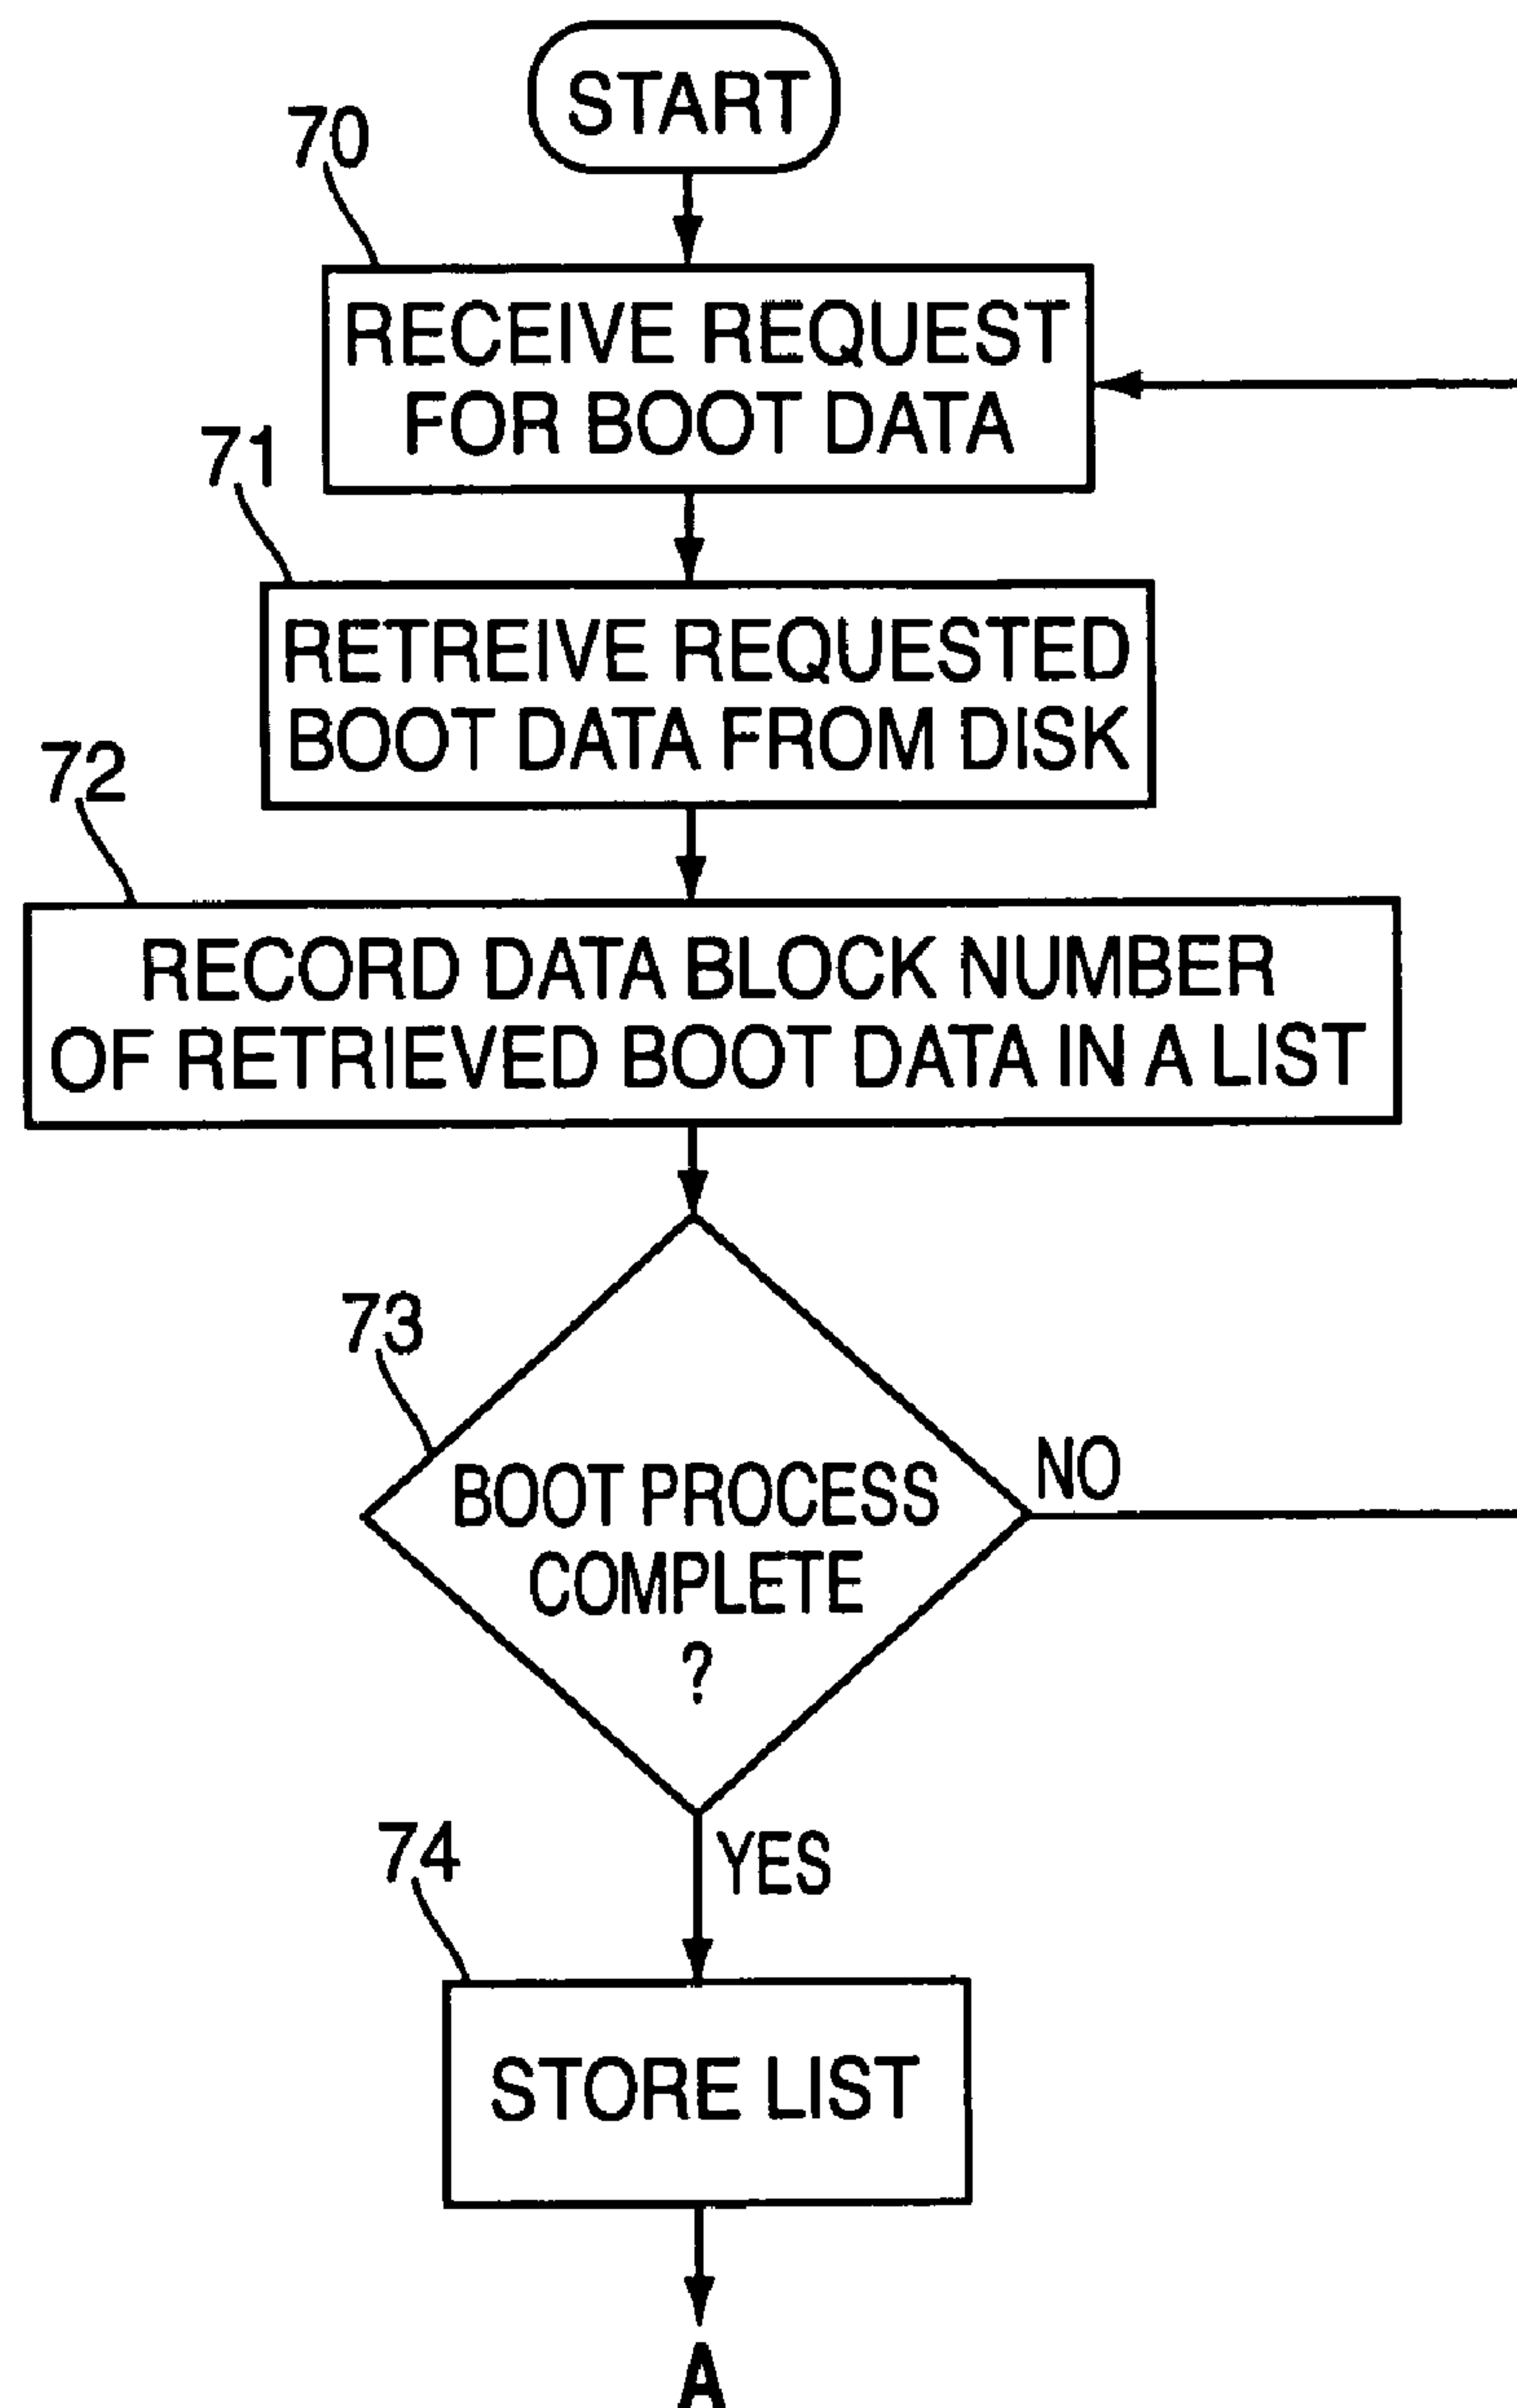 START
70
RECEIVE REQUEST
FOR BOOT DATA
71
RETREIVE REQUESTED
BOOT DATA FROM DISK
72
RECORD DATA BLOCK NUMBER
OF RETRIEVED BOOT DATA IN A LIST
73
BOOT PROCESS
COMPLETE
?
NO
YES
74
STORE LIST
A